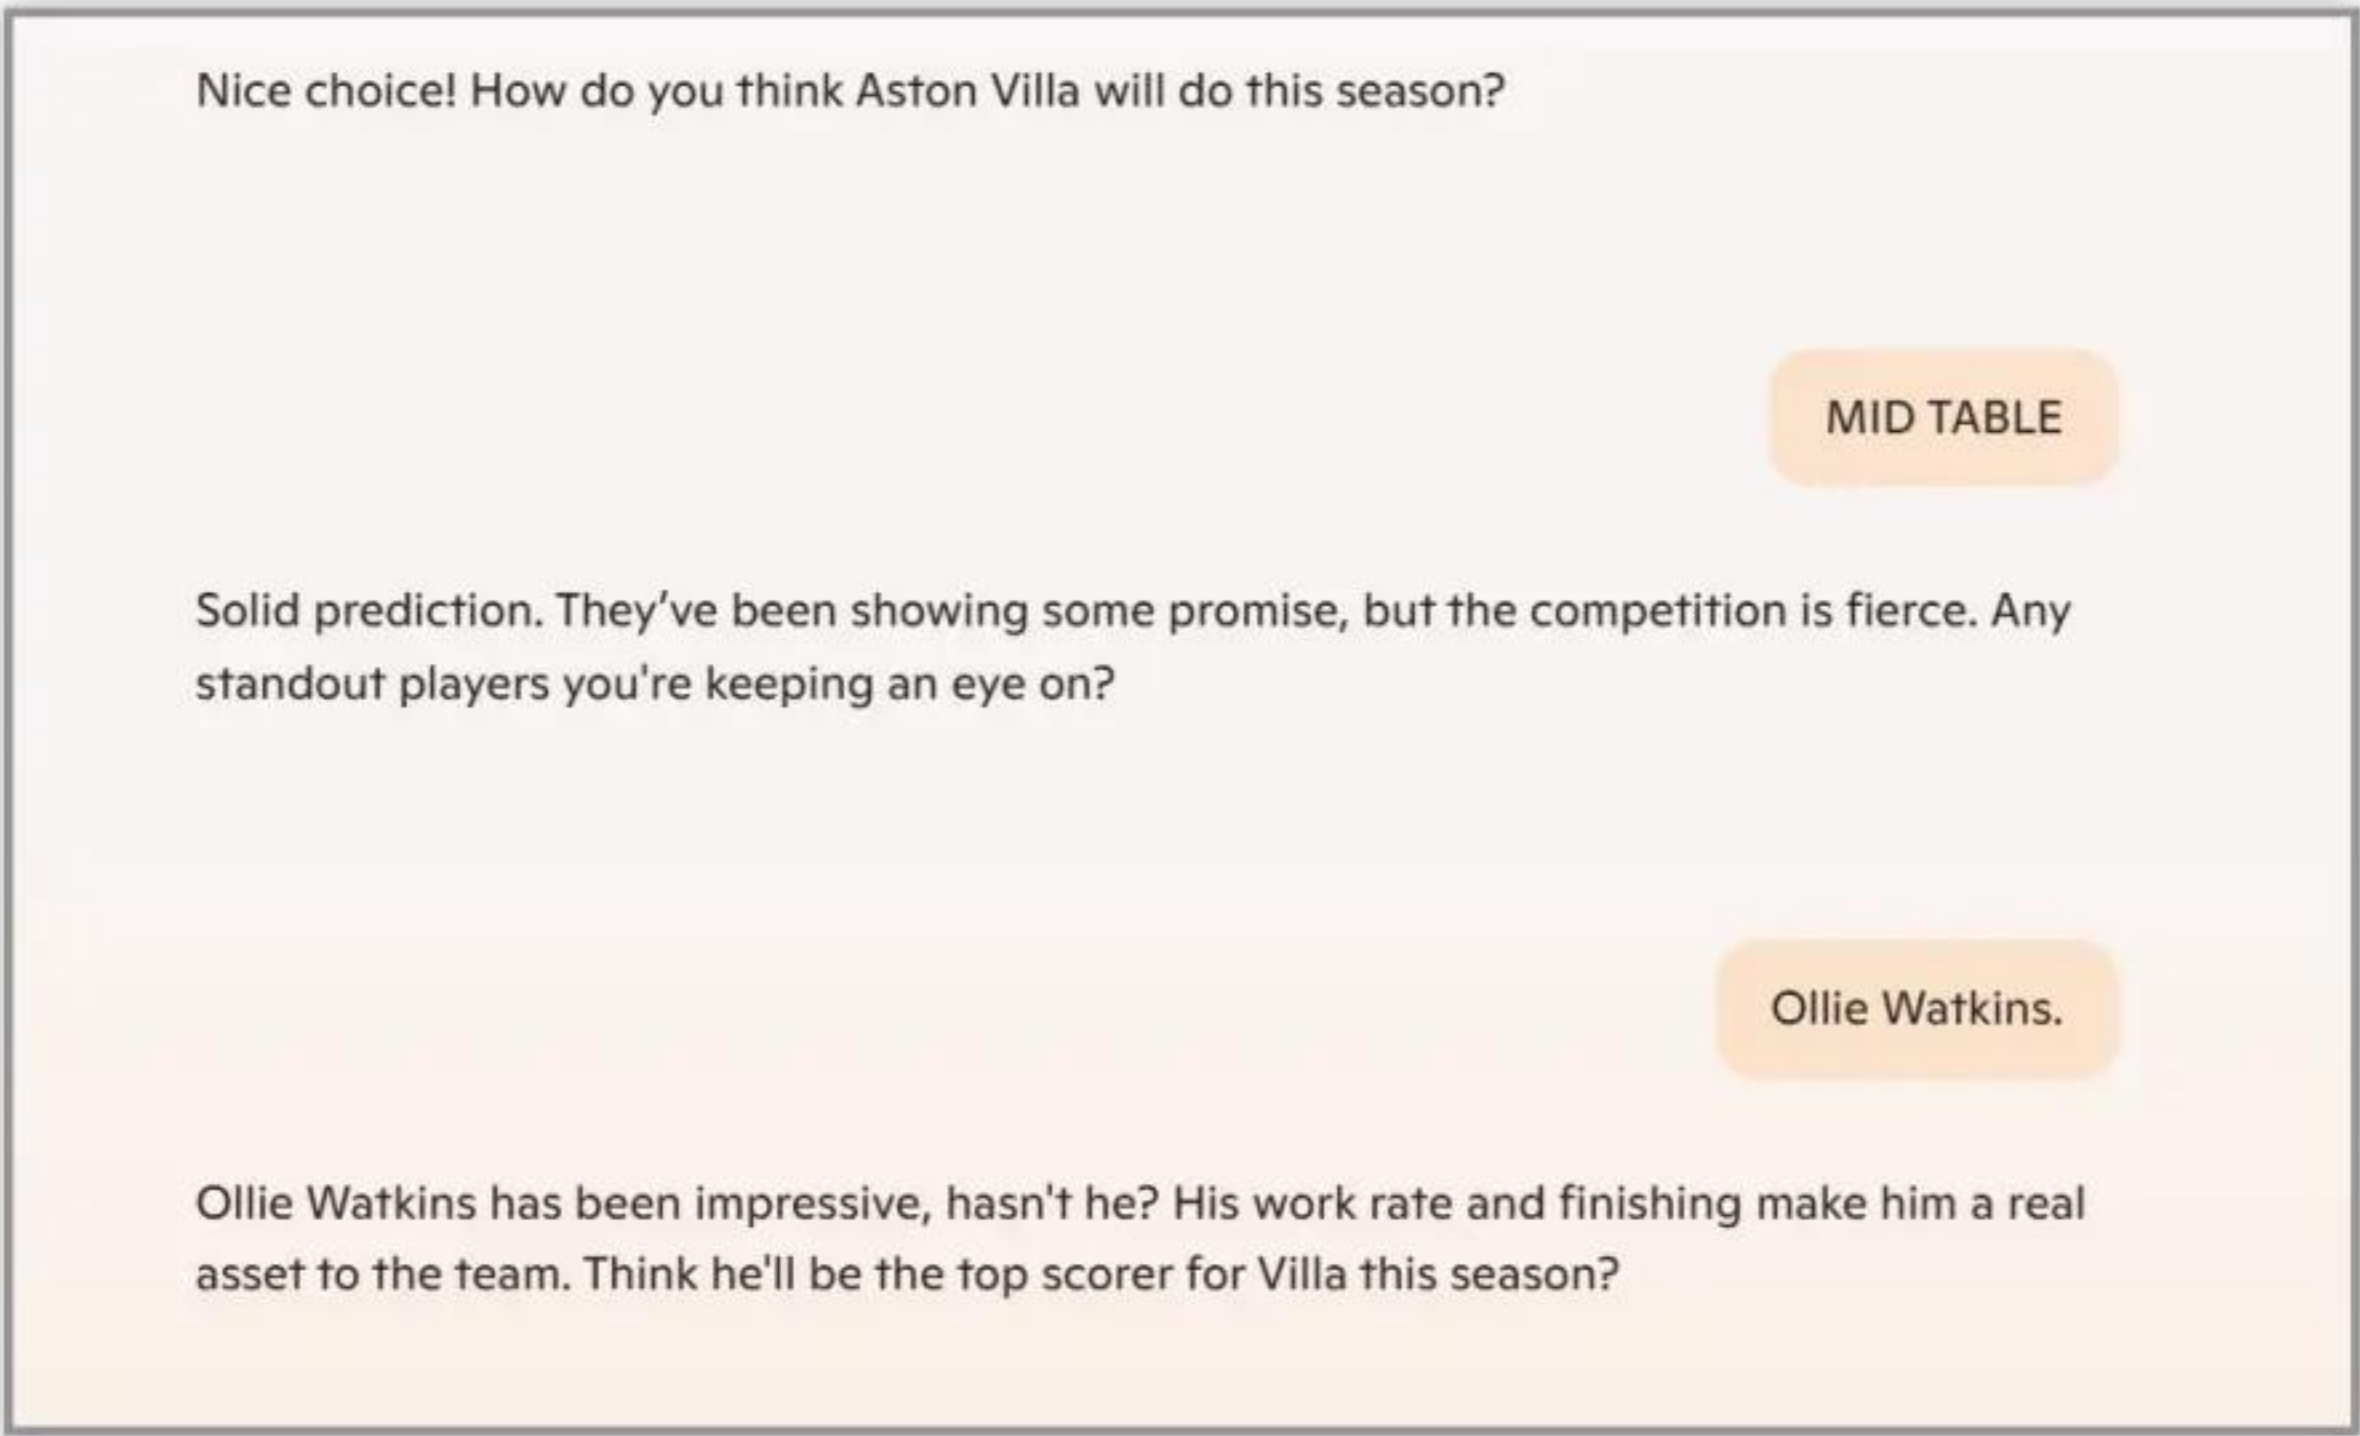 Nice choice! How do you think Aston Villa will do this season?
MID TABLE
Solid prediction. They’ve been showing some promise, but the competition is fierce. Any
standout players you're keeping an eye on?
Ollie Watkins.
Ollie Watkins has been impressive, hasn't he? His work rate and finishing make him a real
asset to the team. Think he'll be the top scorer for Villa this season?